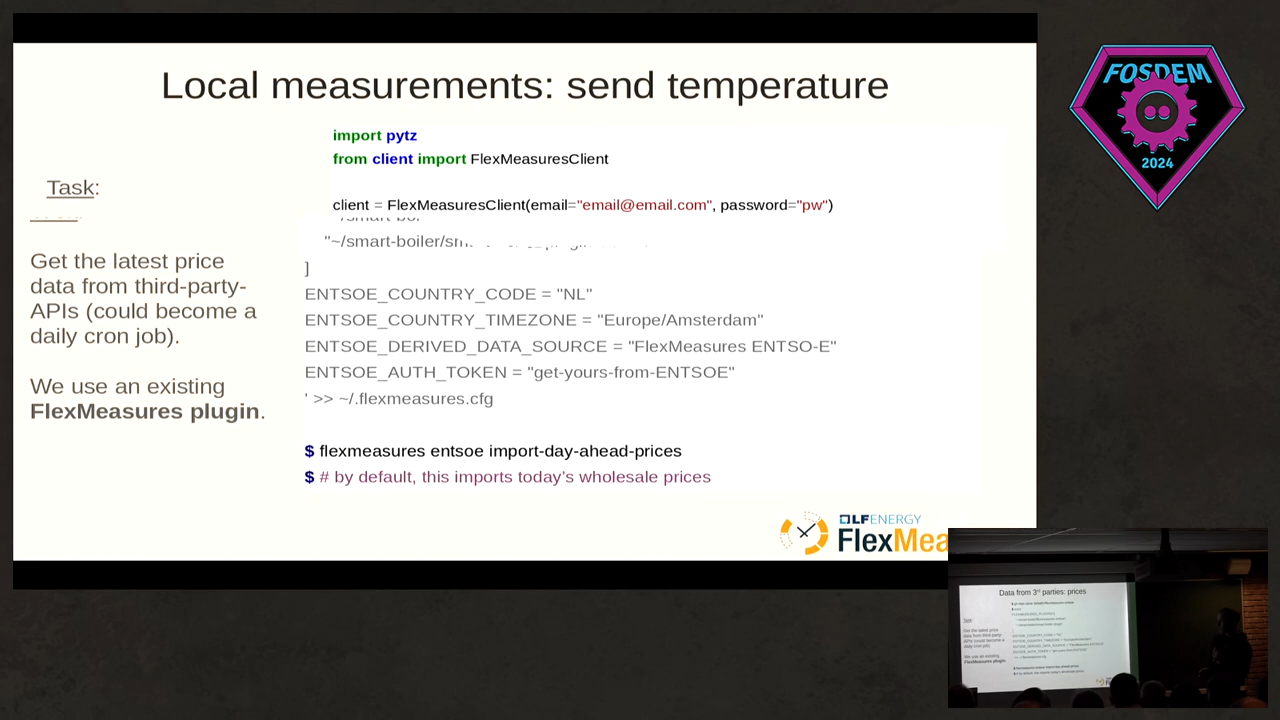 Local measurements: send temperature
import pytz
from client import FlexMeasuresClient
client = FlexMeasuresClient(email="email@email.com", password="pw")
Task:
"~/smart-boiler/
]
ENTSOE_COUNTRY_CODE = "NL"
ENTSOE_COUNTRY_TIMEZONE = "Europe/Amsterdam"
ENTSOE_DERIVED_DATA_SOURCE = "FlexMeasures ENTSO-E"
ENTSOE_AUTH_TOKEN = "get-yours-from-ENTSOE"
' >> ~/.flexmeasures.cfg
$ flexmeasures entsoe import-day-ahead-prices
$ # by default, this imports today's wholesale prices
Get the latest price
data from third-party-
APIs (could become a
daily cron job).
We use an existing
FlexMeasures plugin.
LFENERGY
FlexMea
FOSDEM
2024
Data from 3rd parties: prices